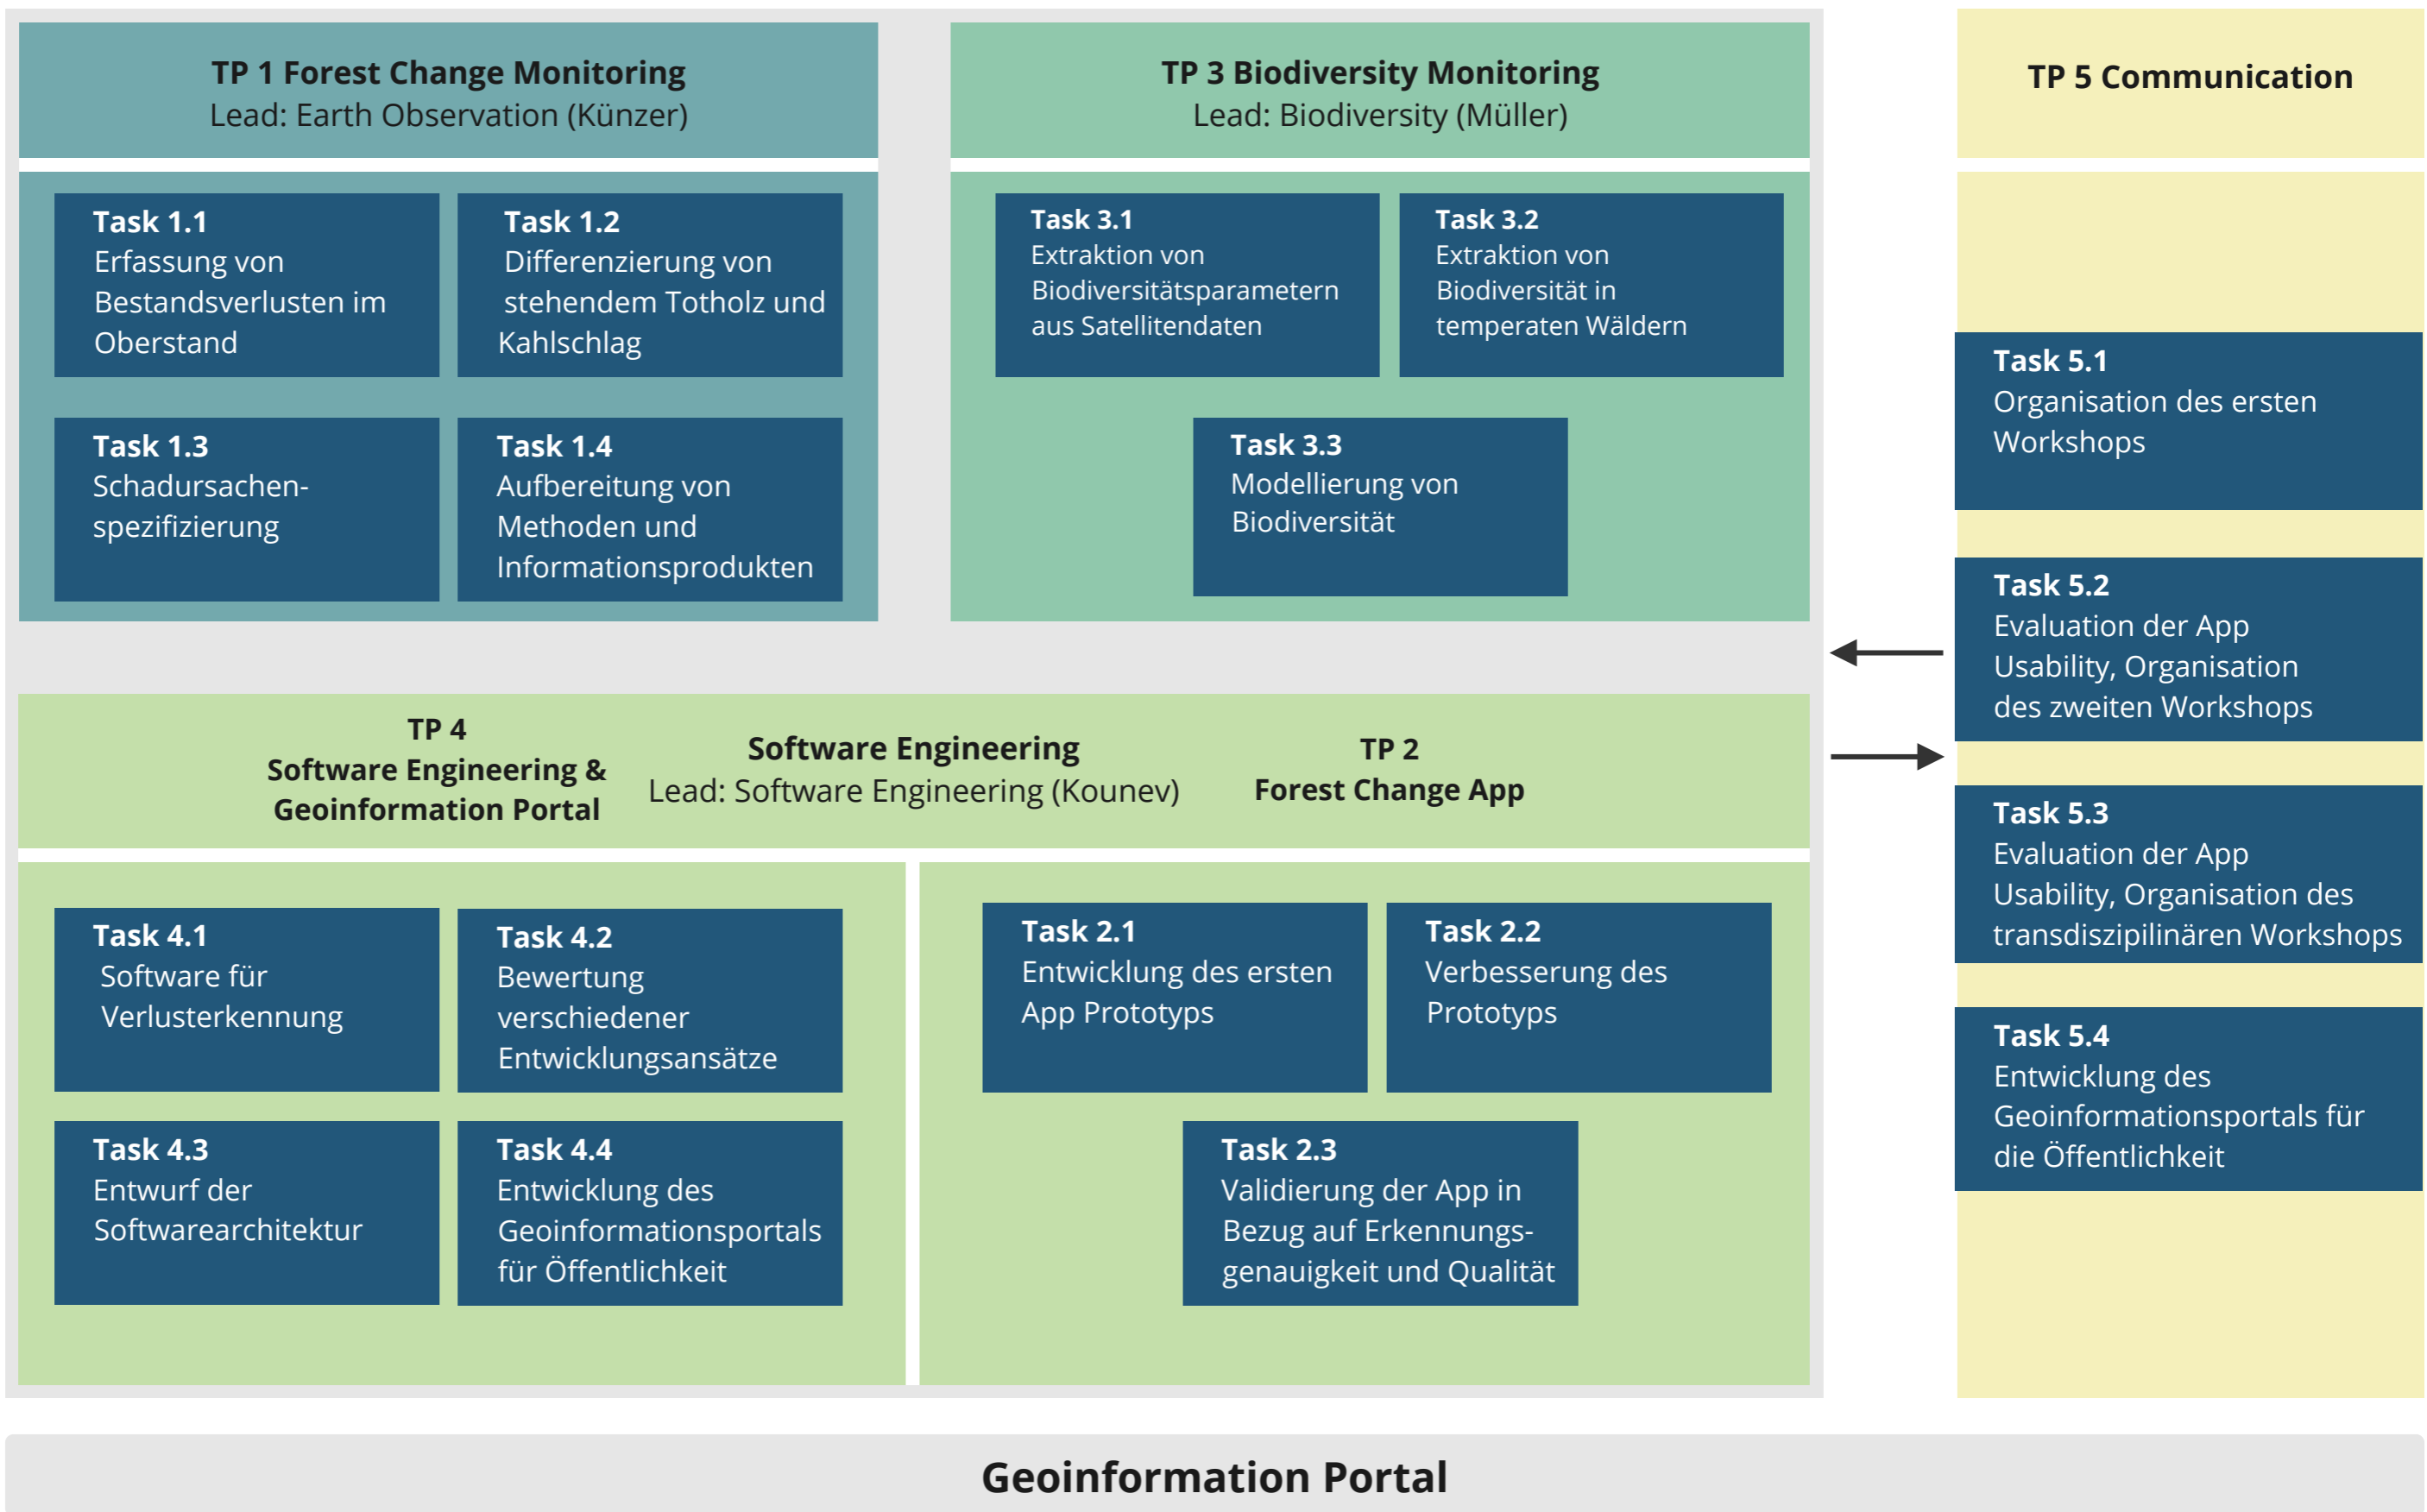 TP 1 Forest Change Monitoring
Lead: Earth Observation (Künzer)
Task 1.1
Erfassung von
Bestandsverlusten im
Oberstand
Task 1.2
Differenzierung von
stehendem Totholz und
Kahlschlag
Task 1.3
Schadursachen-
spezifizierung
Task 1.4
Aufbereitung von
Methoden und
Informationsprodukten
TP 3 Biodiversity Monitoring
Lead: Biodiversity (Müller)
Task 3.1
Extraktion von
Biodiversitätsparametern
aus Satellitendaten
Task 3.2
Extraktion von
Biodiversität in
temperaten Wäldern
Task 3.3
Modellierung von
Biodiversität
TP 4
Software Engineering &
Geoinformation Portal
Software Engineering
Lead: Software Engineering (Kounev)
TP 2
Forest Change App
Task 4.1
Software für
Verlusterkennung
Task 4.2
Bewertung
verschiedener
Entwicklungsansätze
Task 4.3
Entwurf der
Softwarearchitektur
Task 4.4
Entwicklung des
Geoinformationsportals
für Öffentlichkeit
Task 2.1
Entwicklung des ersten
App Prototyps
Task 2.2
Verbesserung des
Prototyps
Task 2.3
Validierung der App in
Bezug auf Erkennungs-
genauigkeit und Qualität
TP 5 Communication
Task 5.1
Organisation des ersten
Workshops
Task 5.2
Evaluation der App
Usability, Organisation
des zweiten Workshops
Task 5.3
Evaluation der App
Usability, Organisation des
transdiszipilinären Workshops
Task 5.4
Entwicklung des
Geoinformationsportals für
die Öffentlichkeit
Geoinformation Portal